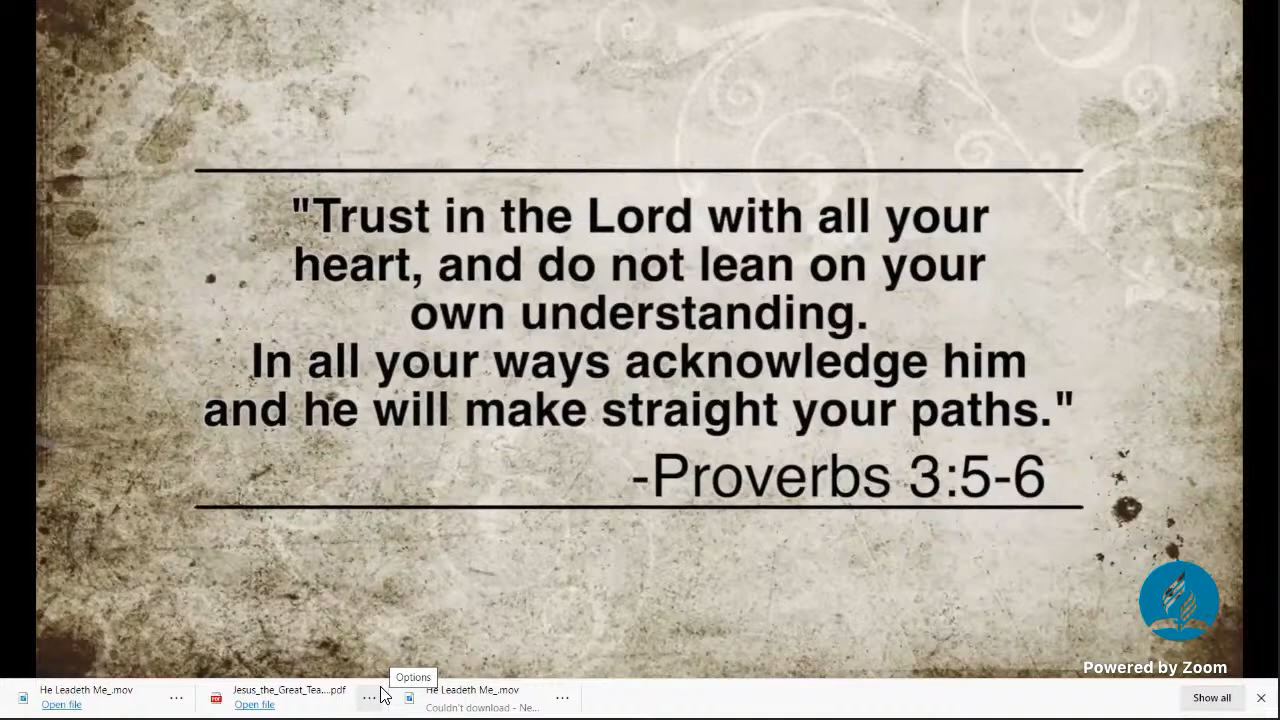 "Trust in the Lord with all your
heart, and do not lean on your
own understanding.
In all your ways acknowledge him
and he will make straight your paths."
-Proverbs 3:5-6
Powered by Zoom
Options
He Leadeth Me_.mov
Open file
Jesus_the_Great_Tea....pdf
Open file
He Leadeth Me_.mov
Couldn't download - Ne...
Show all